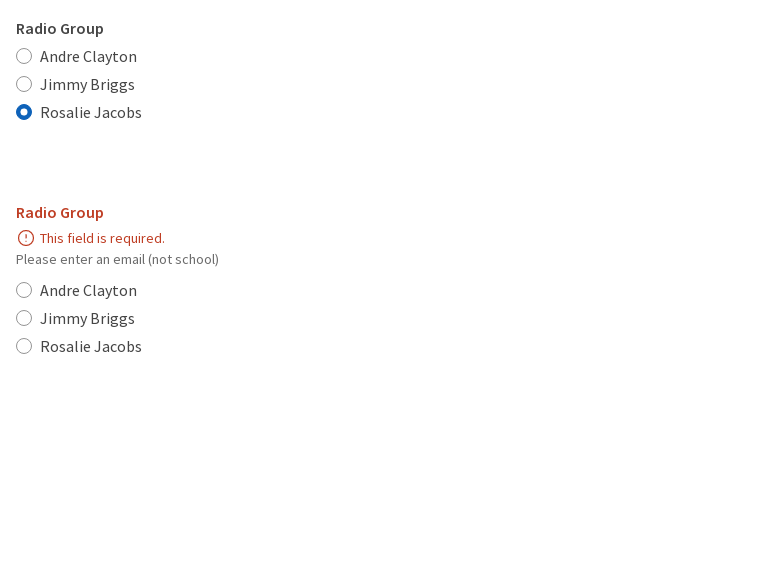 Radio Group
Andre Clayton
Jimmy Briggs
Rosalie Jacobs
Radio Group
This field is required.
Please enter an email (not school)
Andre Clayton
Jimmy Briggs
Rosalie Jacobs